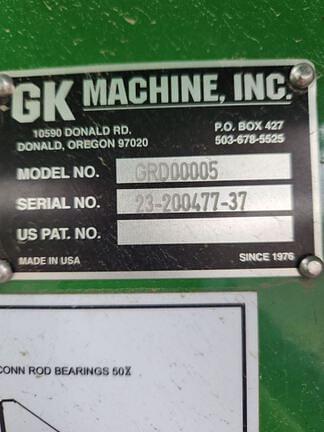 GK MACHINE, INC.
10590 DONALD RD. P.O. BOX 427
DONALD, OREGON 97020 503-678-5525
MODEL NO. GRD00005
SERIAL NO. 23-200477-37
US PAT. NO.
MADE IN USA SINCE 1976
CONN ROD BEARINGS 50%